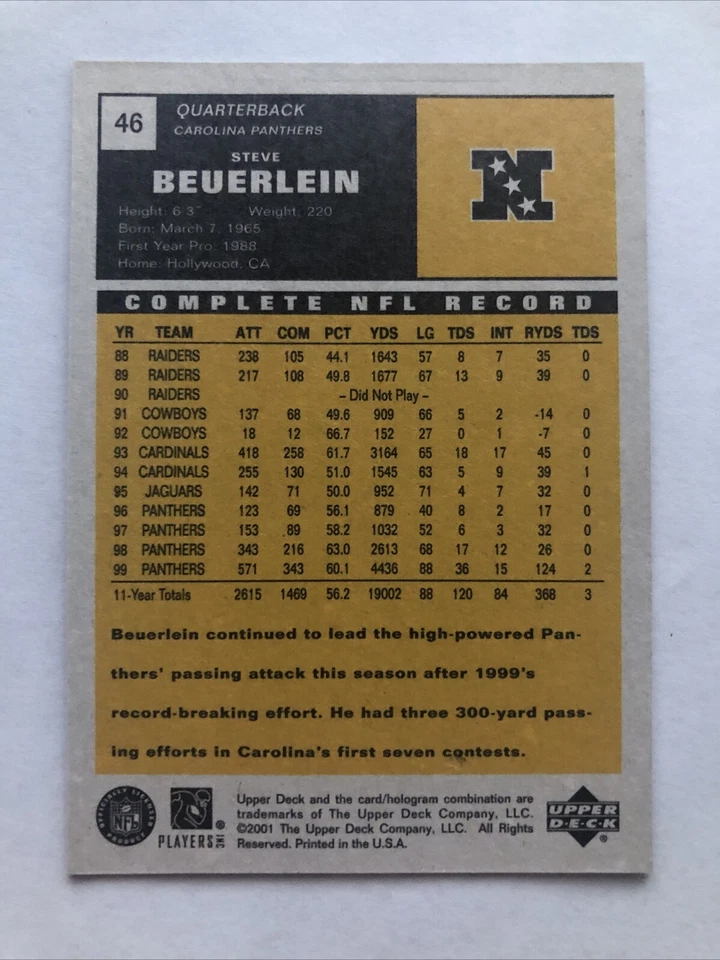 46
QUARTERBACK
CAROLINA PANTHERS
STEVE
BEUERLEIN
Height: 6'3" Weight: 220
Born: March 7, 1965
First Year Pro: 1988
Home: Hollywood, CA
N
COMPLETE NFL RECORD
YR TEAM ATT COM PCT YDS LG TDS INT RYDS TDS
88 RAIDERS 238 105 44.1 1643 57 8 7 35 0
89 RAIDERS 217 108 49.8 1677 67 13 9 39 0
90 RAIDERS – Did Not Play –
91 COWBOYS 137 68 49.6 909 66 5 2 -14 0
92 COWBOYS 18 12 66.7 152 27 0 1 -7 0
93 CARDINALS 418 258 61.7 3164 65 18 17 45 0
94 CARDINALS 255 130 51.0 1545 63 5 9 39 1
95 JAGUARS 142 71 50.0 952 71 4 7 32 0
96 PANTHERS 123 69 56.1 879 40 8 2 17 0
97 PANTHERS 153 89 58.2 1032 52 6 3 32 0
98 PANTHERS 343 216 63.0 2613 68 17 12 26 0
99 PANTHERS 571 343 60.1 4436 88 36 15 124 2
11-Year Totals 2615 1469 56.2 19002 88 120 84 368 3
Beuerlein continued to lead the high-powered Pan-
thers' passing attack this season after 1999's
record-breaking effort. He had three 300-yard pass-
ing efforts in Carolina's first seven contests.
OFFICIALLY LICENSED
NFL
PRODUCT
PLAYERS INC ®
Upper Deck and the card/hologram combination are
trademarks of The Upper Deck Company, LLC.
©2001 The Upper Deck Company, LLC. All Rights
Reserved. Printed in the U.S.A.
UPPER
D·E·C·K
®